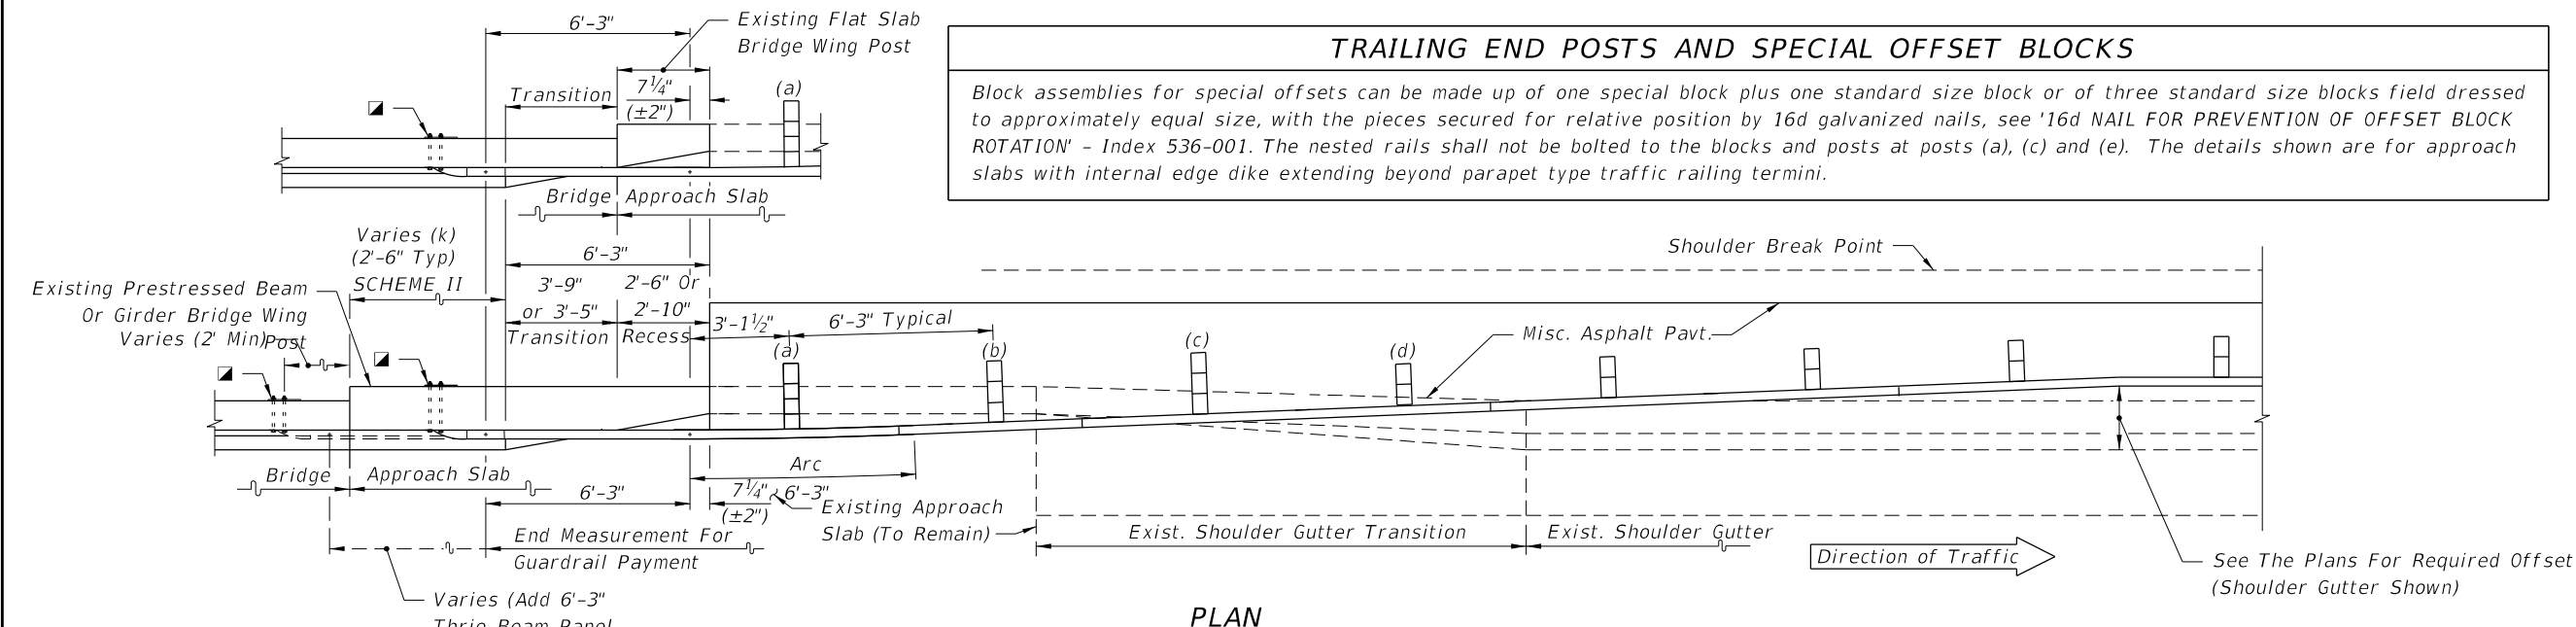 6'-3"
Existing Flat Slab
Bridge Wing Post
Transition
7¼"
(±2")
(a)
Bridge
Approach Slab
TRAILING END POSTS AND SPECIAL OFFSET BLOCKS
Block assemblies for special offsets can be made up of one special block plus one standard size block or of three standard size blocks field dressed
to approximately equal size, with the pieces secured for relative position by 16d galvanized nails, see '16d NAIL FOR PREVENTION OF OFFSET BLOCK
ROTATION' - Index 536-001. The nested rails shall not be bolted to the blocks and posts at posts (a), (c) and (e). The details shown are for approach
slabs with internal edge dike extending beyond parapet type traffic railing termini.
Varies (k)
(2'-6" Typ)
SCHEME II
6'-3"
3'-9"
or 3'-5"
Transition
2'-6" Or
2'-10"
Recess
Existing Prestressed Beam
Or Girder Bridge Wing
Post
Varies (2' Min)
3'-1½"
6'-3" Typical
(a)
(b)
(c)
(d)
Shoulder Break Point
Misc. Asphalt Pavt.
Bridge
Approach Slab
6'-3"
Arc
7¼"
(±2")
6'-3"
Existing Approach
Slab (To Remain)
End Measurement For
Guardrail Payment
Exist. Shoulder Gutter Transition
Exist. Shoulder Gutter
Direction of Traffic
See The Plans For Required Offset
(Shoulder Gutter Shown)
Varies (Add 6'-3"
Thrie Beam Panel
PLAN